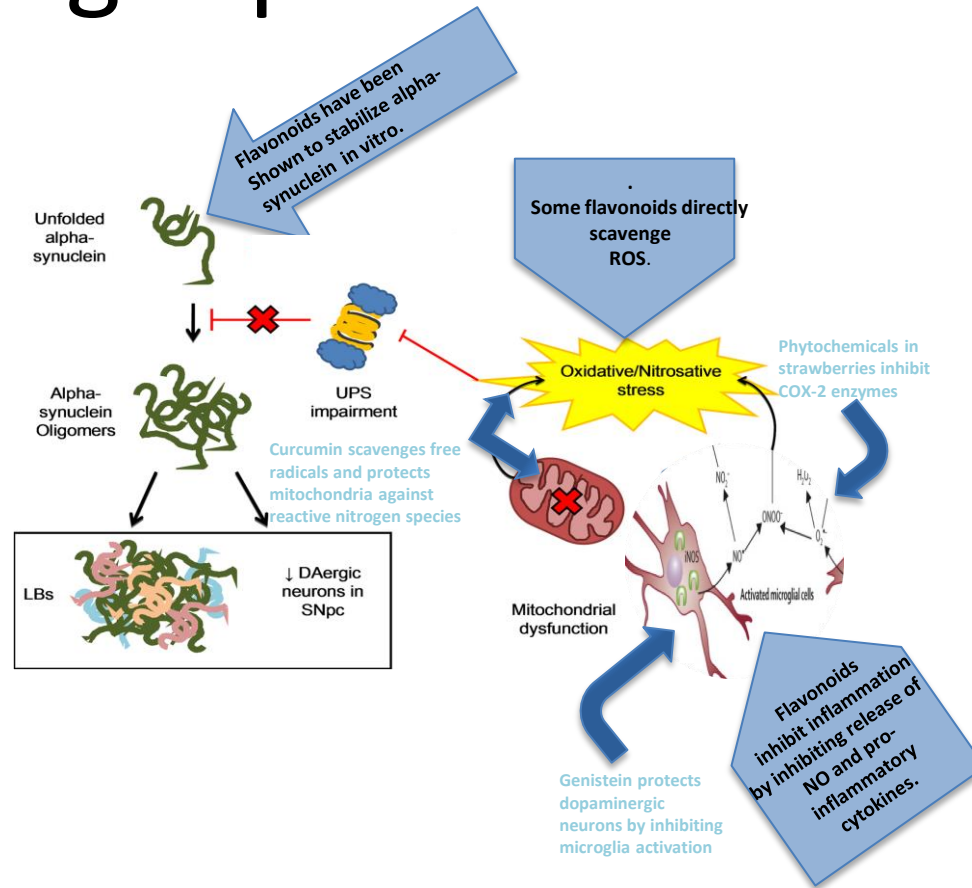 Flavonoids have been
Shown to stabilize alpha-
synuclein in vitro.
.
Some flavonoids directly
scavenge
ROS.
Unfolded
alpha-
synuclein
UPS
impairment
Oxidative/Nitrosative
stress
Phytochemicals in
strawberries inhibit
COX-2 enzymes
Alpha-
synuclein
Oligomers
Curcumin scavenges free
radicals and protects
mitochondria against
reactive nitrogen species
NO₂⁻
H₂O₂
ONOO⁻
O₂•⁻
iNOS
NO•
Activated microglial cells
LBs
↓ DAergic
neurons in
SNpc
Mitochondrial
dysfunction
Flavonoids
inhibit inflammation
by inhibiting release of
NO and pro-
inflammatory
cytokines.
Genistein protects
dopaminergic
neurons by inhibiting
microglia activation